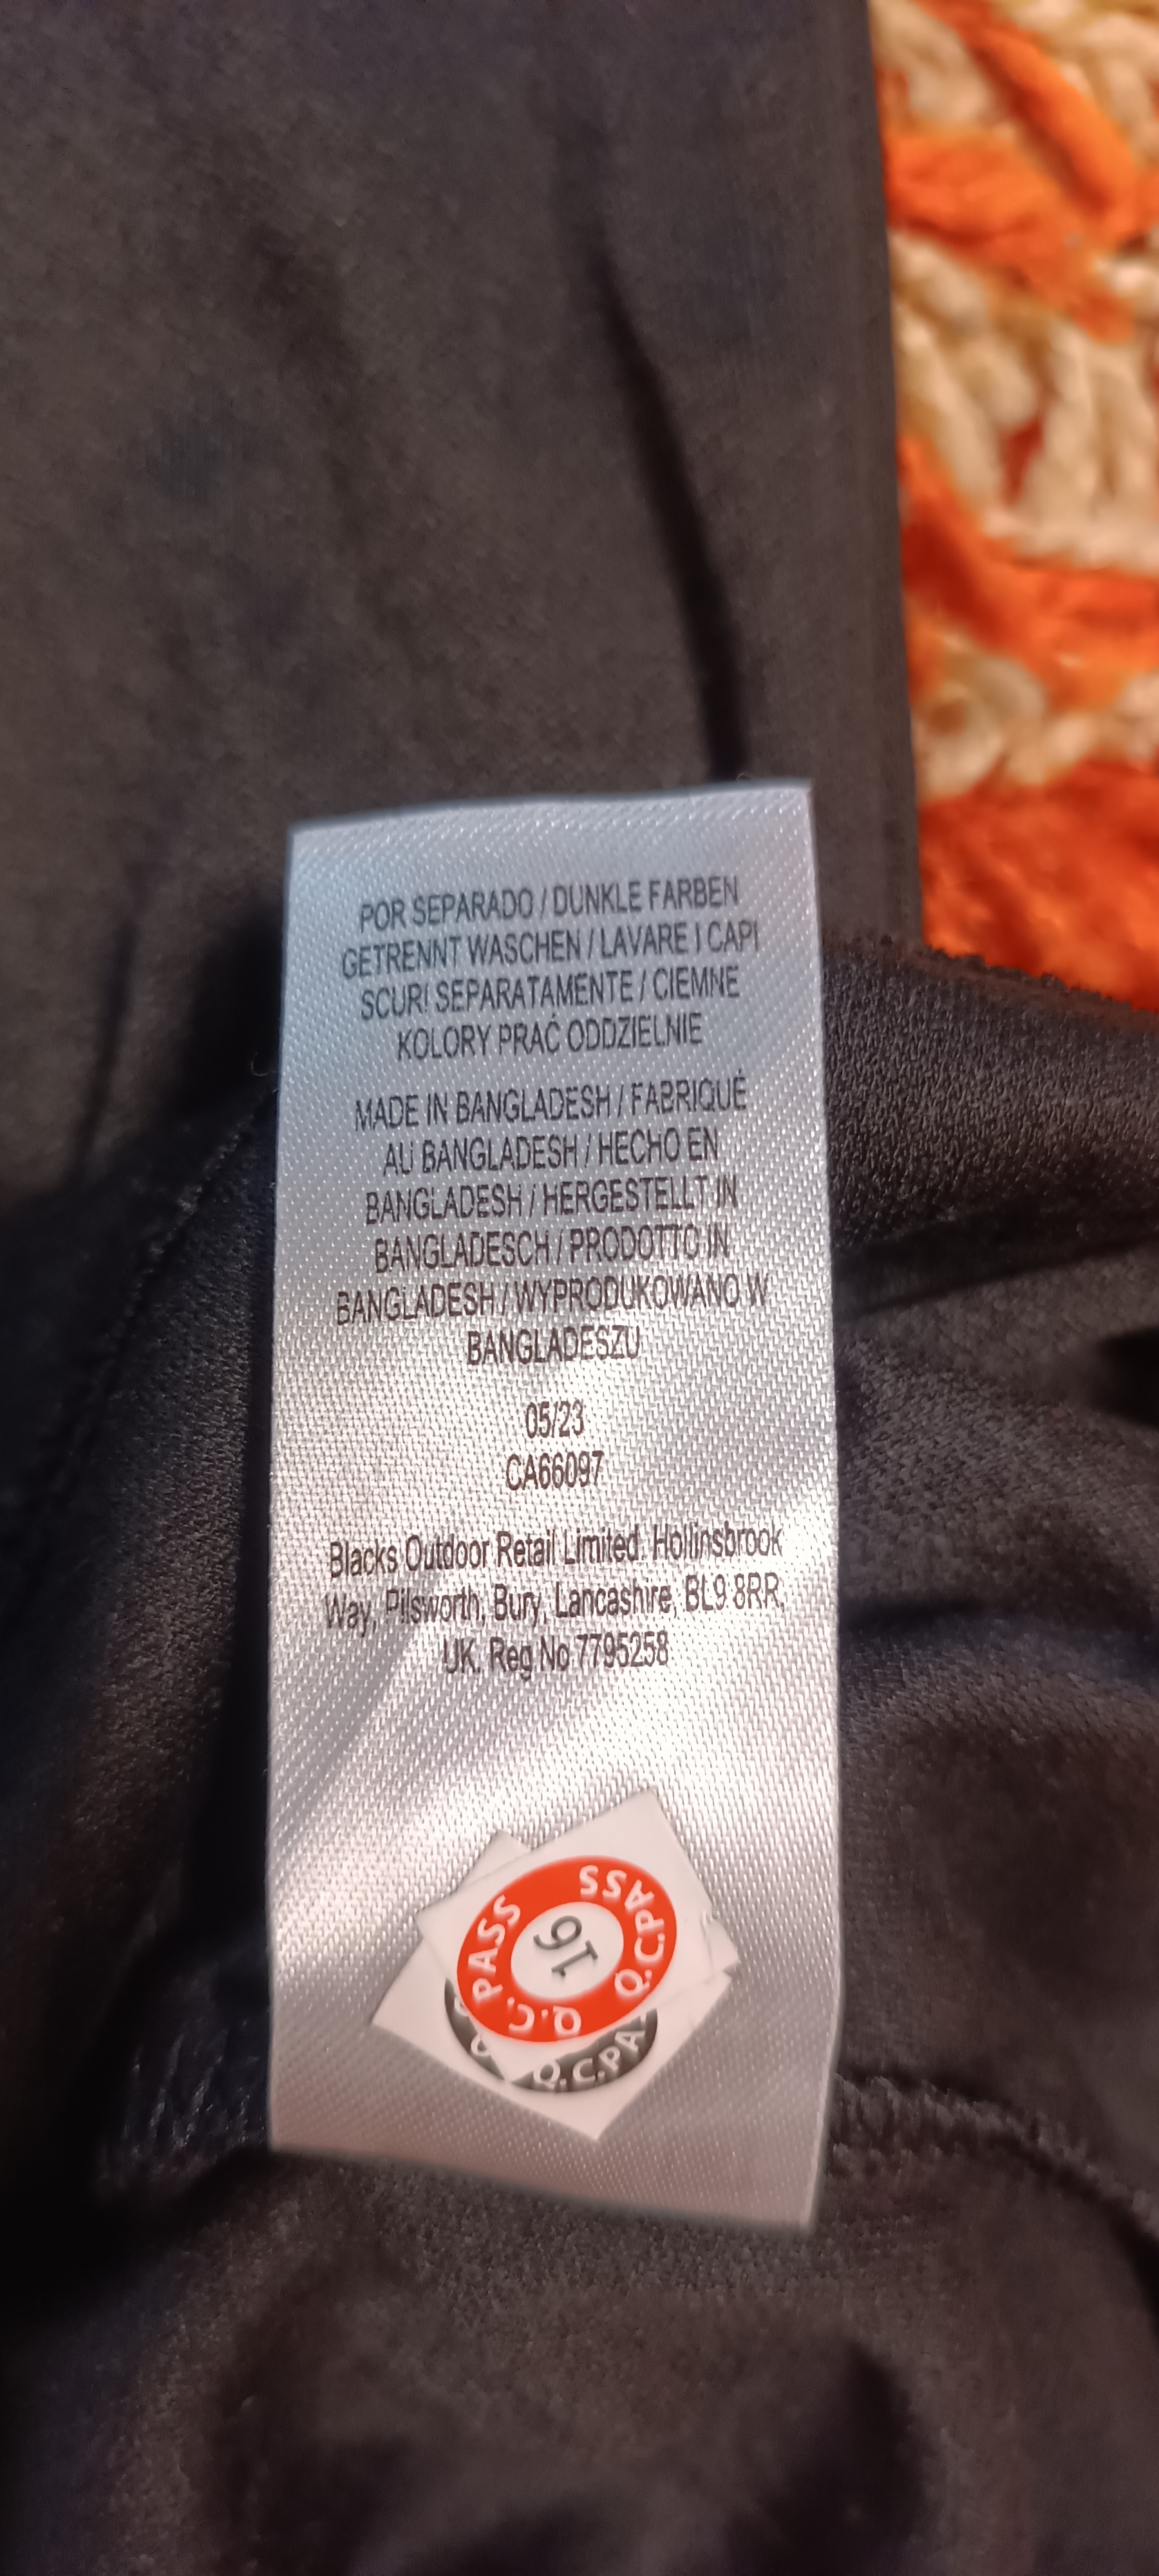 POR SEPARADO / DUNKLE FARBEN
GETRENNT WASCHEN / LAVARE I CAPI
SCURI SEPARATAMENTE / CIEMNE
KOLORY PRAĆ ODDZIELNIE
MADE IN BANGLADESH / FABRIQUÉ
AU BANGLADESH / HECHO EN
BANGLADESH / HERGESTELLT IN
BANGLADESCH / PRODOTTO IN
BANGLADESH / WYPRODUKOWANO W
BANGLADESZU
05/23
CA66097
Blacks Outdoor Retail Limited. Hollinsbrook
Way, Pilsworth, Bury, Lancashire, BL9 8RR,
UK. Reg No 7795258
Q.C.PASS
Q.C.PASS
16
Q.C.PA